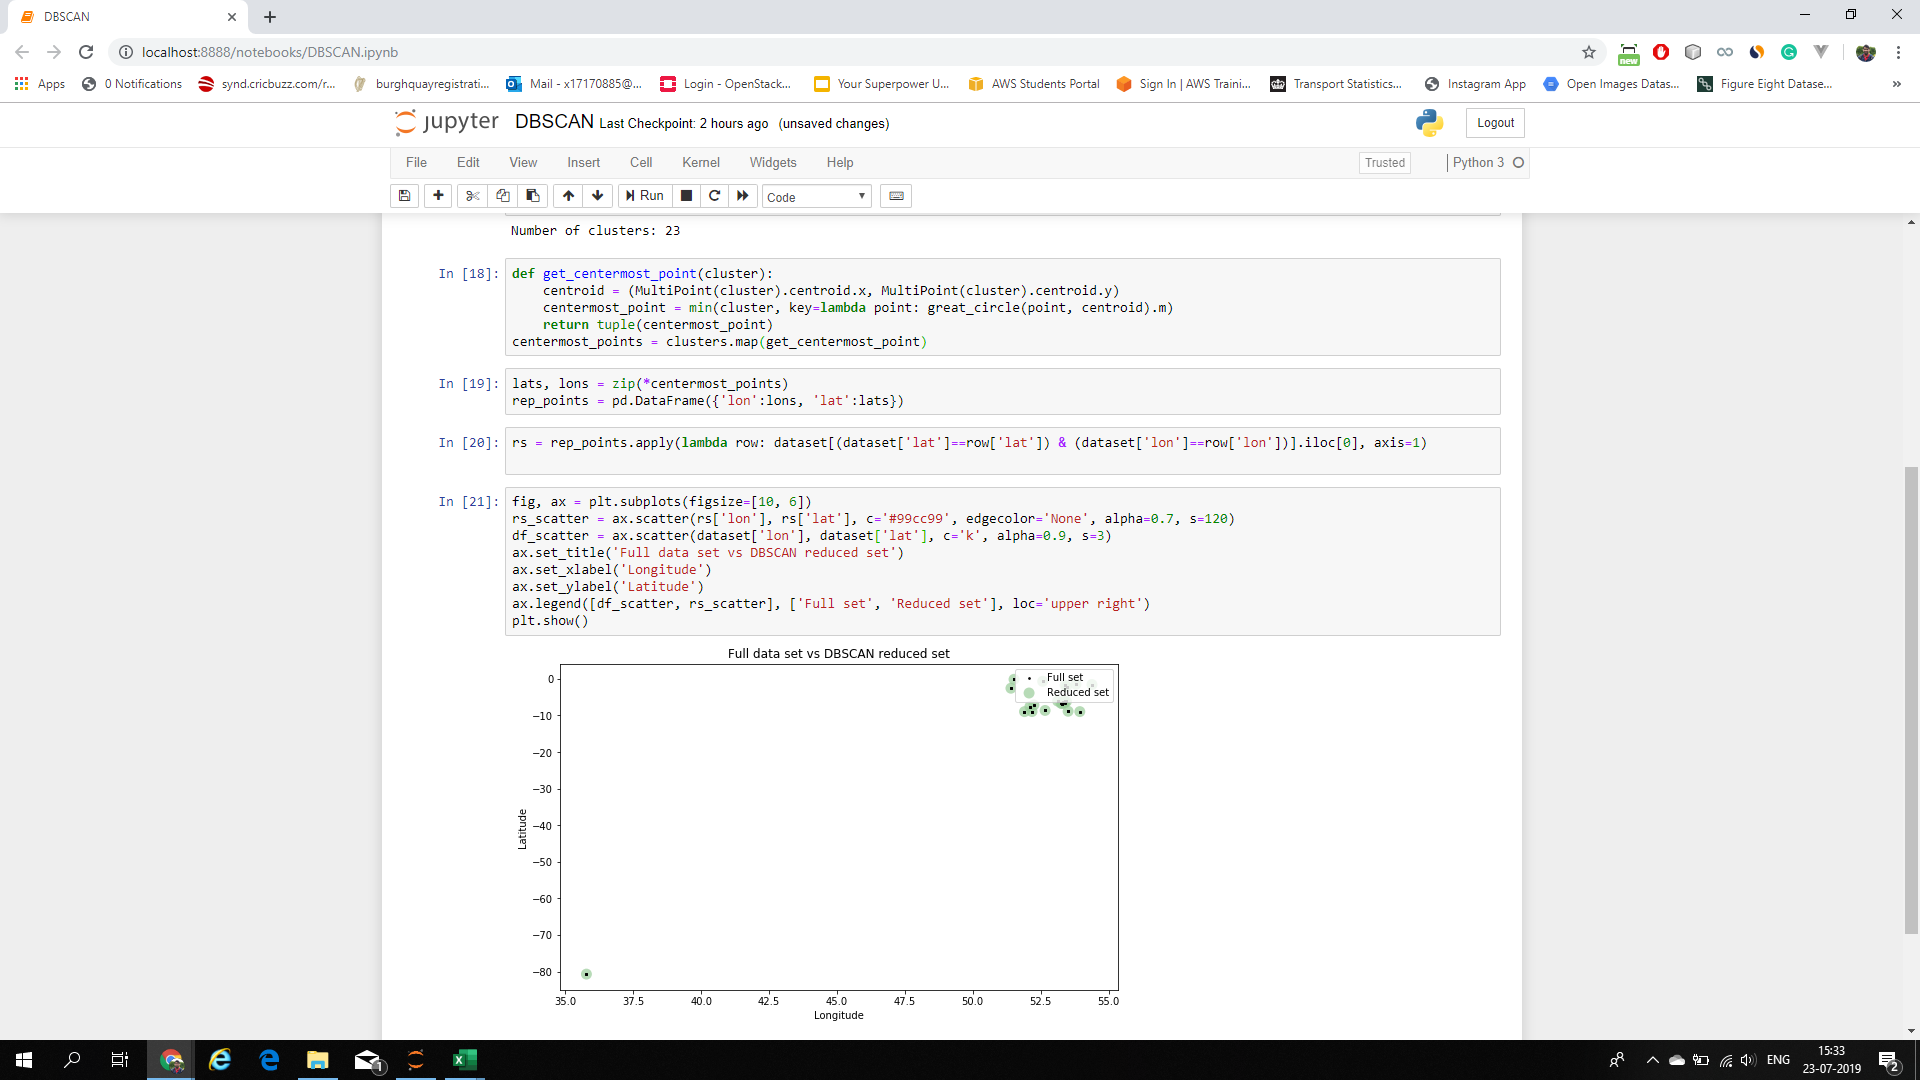 DBSCAN
localhost:8888/notebooks/DBSCAN.ipynb
new
Apps
0 Notifications
synd.cricbuzz.com/r...
burghquayregistrati...
Mail - x17170885@...
Login - OpenStack...
Your Superpower U...
AWS Students Portal
Sign In | AWS Traini...
Transport Statistics...
Instagram App
Open Images Datas...
Figure Eight Datase...
»
jupyter DBSCAN Last Checkpoint: 2 hours ago (unsaved changes)
Logout
File Edit View Insert Cell Kernel Widgets Help
Trusted
Python 3
Run
Code
Number of clusters: 23
In [18]: def get_centermost_point(cluster):
    centroid = (MultiPoint(cluster).centroid.x, MultiPoint(cluster).centroid.y)
    centermost_point = min(cluster, key=lambda point: great_circle(point, centroid).m)
    return tuple(centermost_point)
centermost_points = clusters.map(get_centermost_point)
In [19]: lats, lons = zip(*centermost_points)
rep_points = pd.DataFrame({'lon':lons, 'lat':lats})
In [20]: rs = rep_points.apply(lambda row: dataset[(dataset['lat']==row['lat']) & (dataset['lon']==row['lon'])].iloc[0], axis=1)
In [21]: fig, ax = plt.subplots(figsize=[10, 6])
rs_scatter = ax.scatter(rs['lon'], rs['lat'], c='#99cc99', edgecolor='None', alpha=0.7, s=120)
df_scatter = ax.scatter(dataset['lon'], dataset['lat'], c='k', alpha=0.9, s=3)
ax.set_title('Full data set vs DBSCAN reduced set')
ax.set_xlabel('Longitude')
ax.set_ylabel('Latitude')
ax.legend([df_scatter, rs_scatter], ['Full set', 'Reduced set'], loc='upper right')
plt.show()
Full data set vs DBSCAN reduced set
Full set
Reduced set
0
−10
−20
−30
−40
−50
−60
−70
−80
Latitude
35.0 37.5 40.0 42.5 45.0 47.5 50.0 52.5 55.0
Longitude
1
ENG
15:33
23-07-2019
2